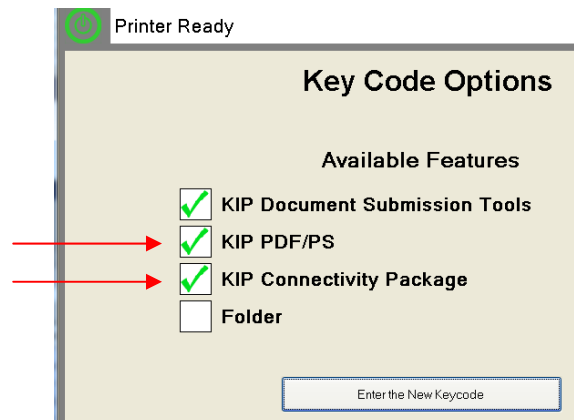 Printer Ready
Key Code Options
Available Features
KIP Document Submission Tools
KIP PDF/PS
KIP Connectivity Package
Folder
Enter the New Keycode